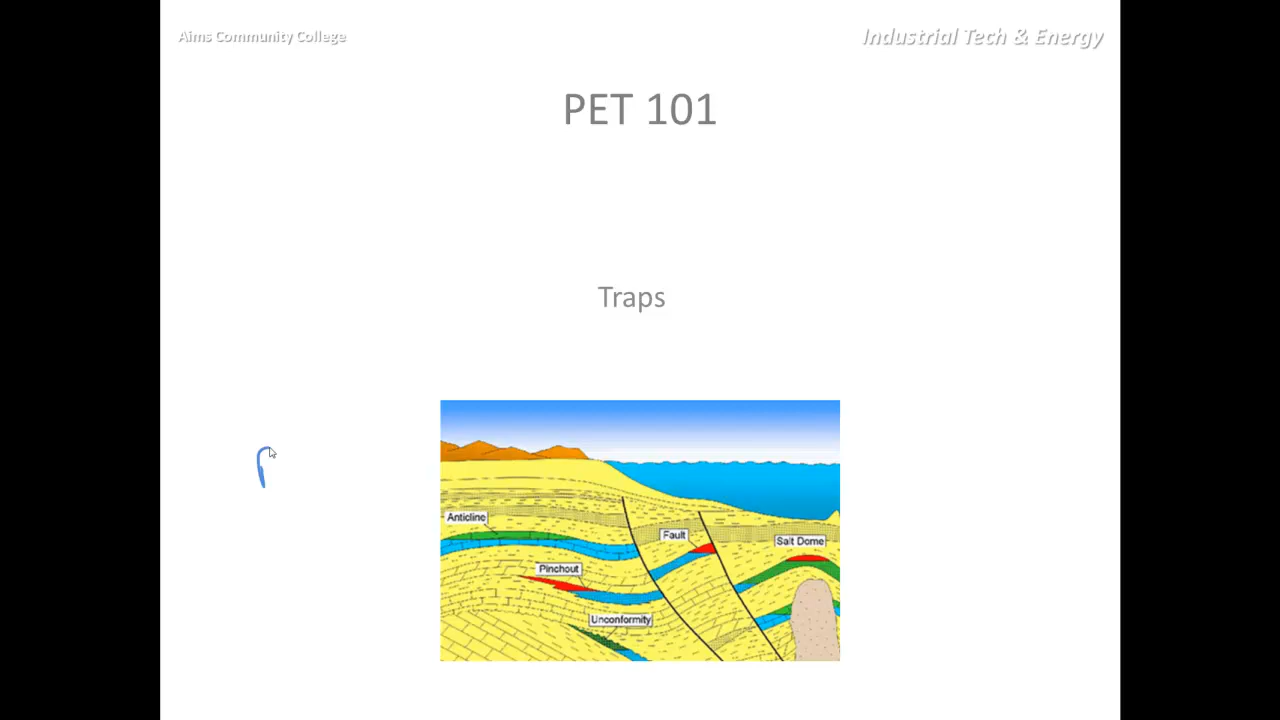 Aims Community College
Industrial Tech & Energy
PET 101
Traps
Anticline
Fault
Salt Dome
Pinchout
Unconformity